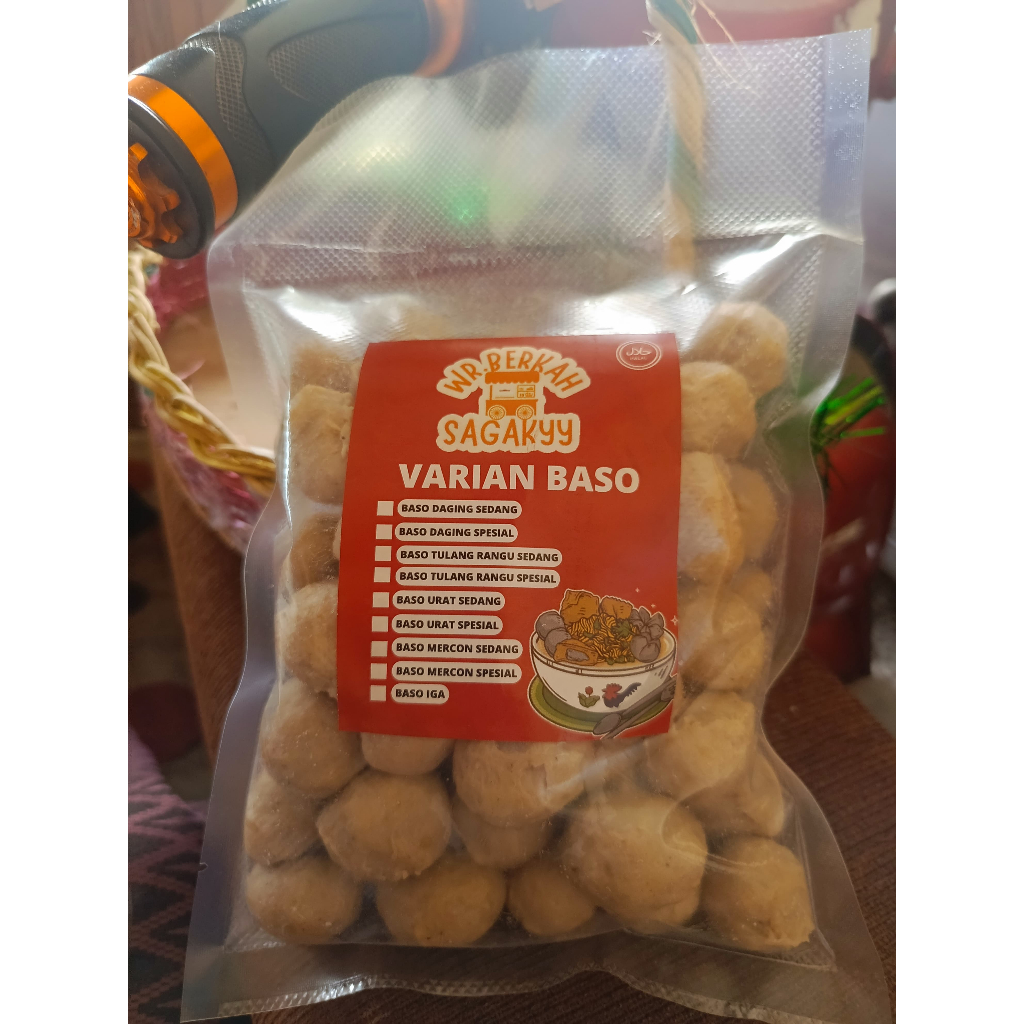 WR.BERKAH
SAGAKYY
حلال
VARIAN BASO
BASO DAGING SEDANG
BASO DAGING SPESIAL
BASO TULANG RANGU SEDANG
BASO TULANG RANGU SPESIAL
BASO URAT SEDANG
BASO URAT SPESIAL
BASO MERCON SEDANG
BASO MERCON SPESIAL
BASO IGA